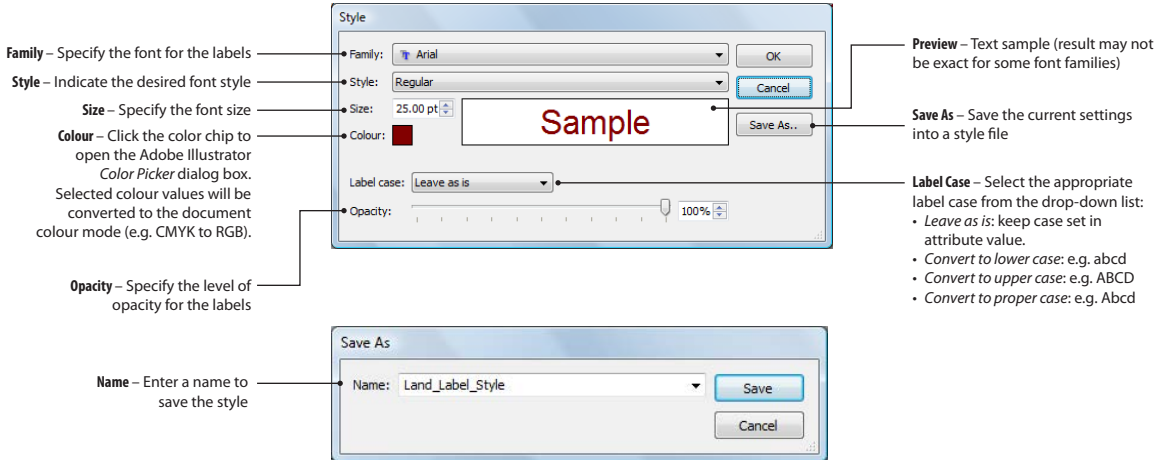 Family – Specify the font for the labels
Style – Indicate the desired font style
Size – Specify the font size
Colour – Click the color chip to
open the Adobe Illustrator
Color Picker dialog box.
Selected colour values will be
converted to the document
colour mode (e.g. CMYK to RGB).
Opacity – Specify the level of
opacity for the labels
Style
Family: Arial
OK
Style: Regular
Cancel
Size: 25.00 pt
Sample
Save As..
Colour:
Label case: Leave as is
Opacity: 100%
Preview – Text sample (result may not
be exact for some font families)
Save As – Save the current settings
into a style file
Label Case – Select the appropriate
label case from the drop-down list:
• Leave as is: keep case set in
attribute value.
• Convert to lower case: e.g. abcd
• Convert to upper case: e.g. ABCD
• Convert to proper case: e.g. Abcd
Name – Enter a name to
save the style
Save As
Name: Land_Label_Style
Save
Cancel